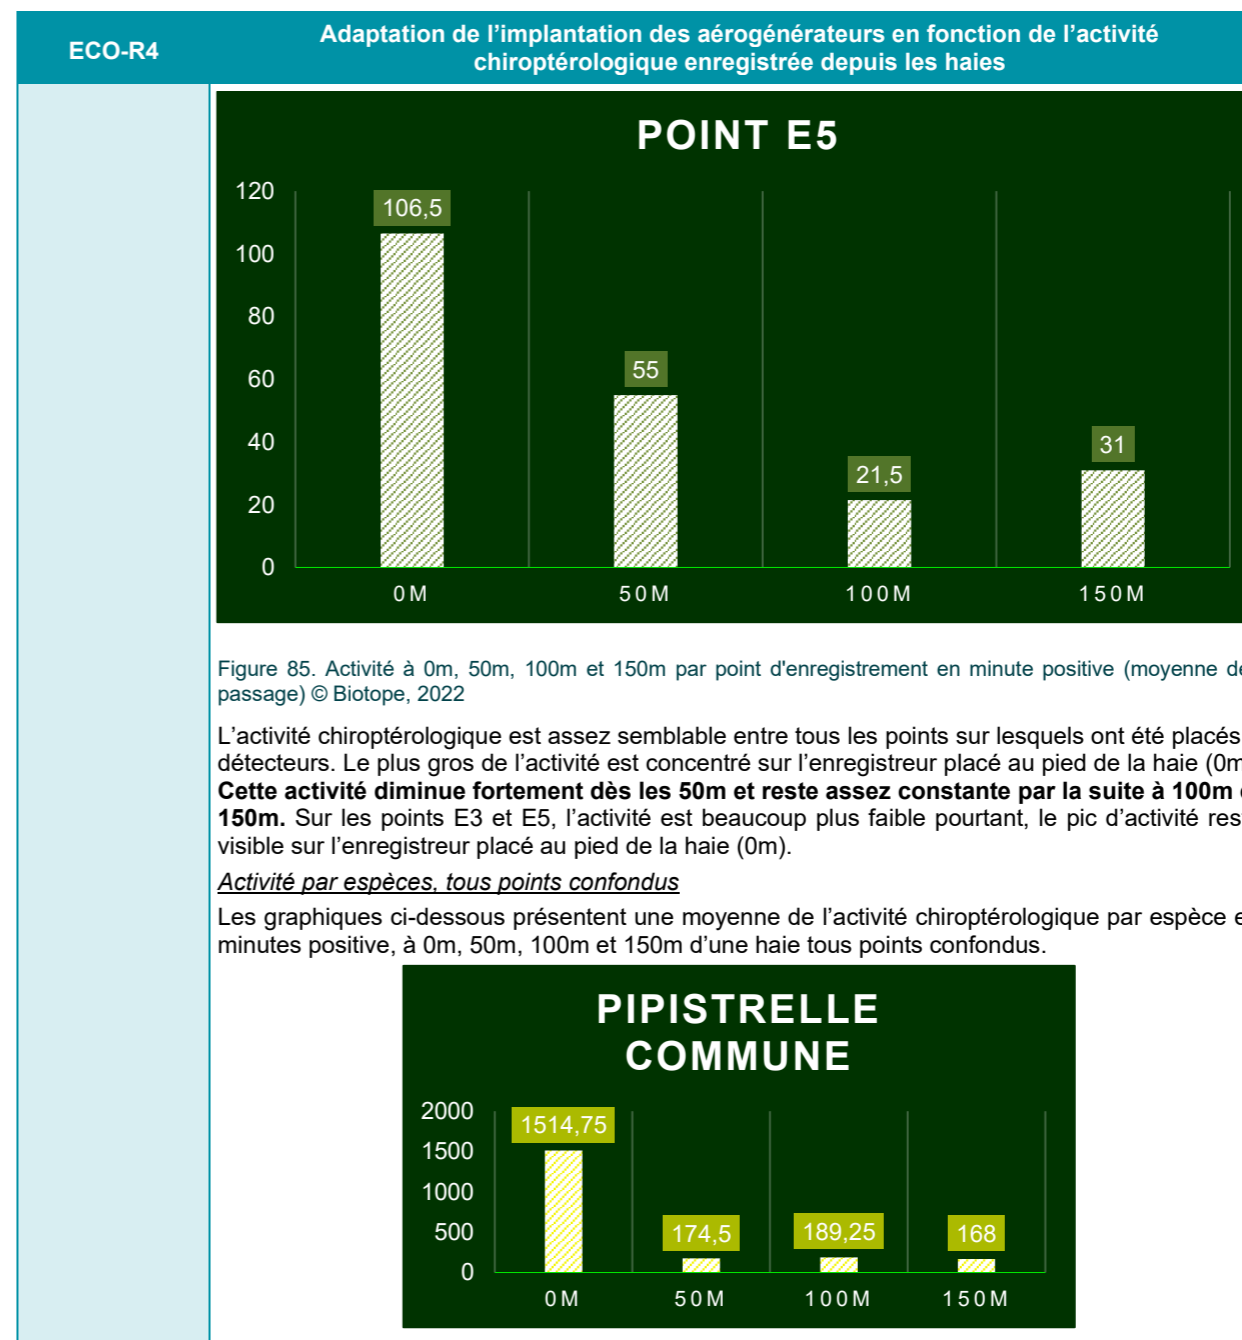 ECO-R4
Adaptation de l’implantation des aérogénérateurs en fonction de l’activité
chiroptérologique enregistrée depuis les haies
POINT E5
120
100
80
60
40
20
0
106,5
55
21,5
31
0M
50M
100M
150M
Figure 85. Activité à 0m, 50m, 100m et 150m par point d'enregistrement en minute positive (moyenne de
passage) © Biotope, 2022
L’activité chiroptérologique est assez semblable entre tous les points sur lesquels ont été placés
détecteurs. Le plus gros de l’activité est concentré sur l’enregistreur placé au pied de la haie (0m
Cette activité diminue fortement dès les 50m et reste assez constante par la suite à 100m
150m. Sur les points E3 et E5, l’activité est beaucoup plus faible pourtant, le pic d’activité res
visible sur l’enregistreur placé au pied de la haie (0m).
Activité par espèces, tous points confondus
Les graphiques ci-dessous présentent une moyenne de l’activité chiroptérologique par espèce
minutes positive, à 0m, 50m, 100m et 150m d’une haie tous points confondus.
PIPISTRELLE
COMMUNE
2000
1500
1000
500
0
1514,75
174,5
189,25
168
0M
50M
100M
150M